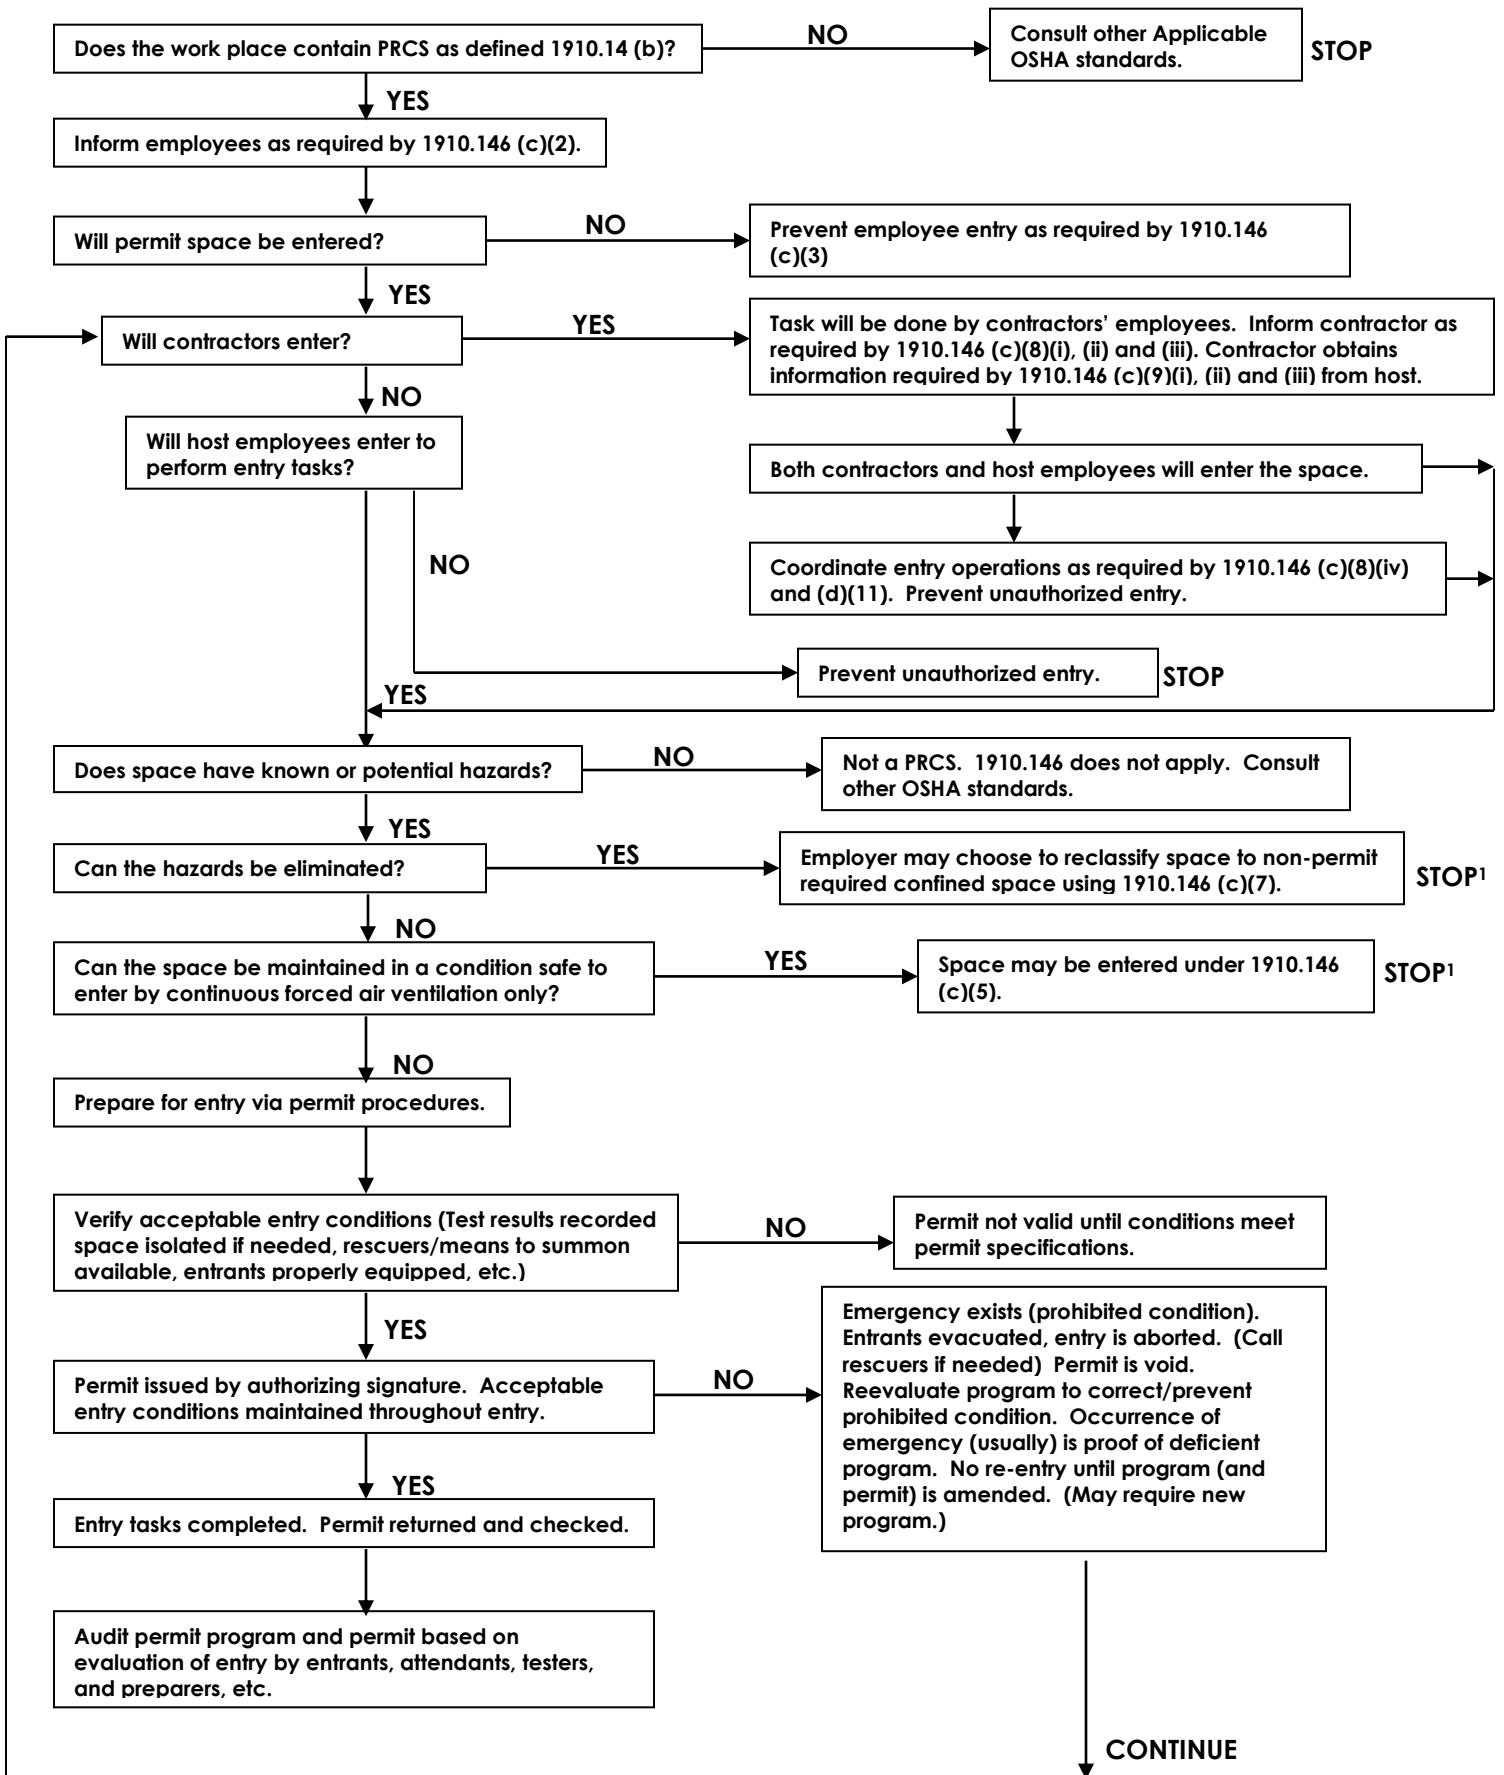 Does the work place contain PRCS as defined 1910.14 (b)?
NO
Consult other Applicable
OSHA standards.
STOP
YES
Inform employees as required by 1910.146 (c)(2).
Will permit space be entered?
NO
Prevent employee entry as required by 1910.146
(c)(3)
YES
Will contractors enter?
YES
Task will be done by contractors’ employees. Inform contractor as
required by 1910.146 (c)(8)(i), (ii) and (iii). Contractor obtains
information required by 1910.146 (c)(9)(i), (ii) and (iii) from host.
NO
Will host employees enter to
perform entry tasks?
Both contractors and host employees will enter the space.
NO
Coordinate entry operations as required by 1910.146 (c)(8)(iv)
and (d)(11). Prevent unauthorized entry.
Prevent unauthorized entry.
STOP
YES
Does space have known or potential hazards?
NO
Not a PRCS. 1910.146 does not apply. Consult
other OSHA standards.
YES
Can the hazards be eliminated?
YES
Employer may choose to reclassify space to non-permit
required confined space using 1910.146 (c)(7).
STOP¹
NO
Can the space be maintained in a condition safe to
enter by continuous forced air ventilation only?
YES
Space may be entered under 1910.146
(c)(5).
STOP¹
NO
Prepare for entry via permit procedures.
Verify acceptable entry conditions (Test results recorded
space isolated if needed, rescuers/means to summon
available, entrants properly equipped, etc.)
NO
Permit not valid until conditions meet
permit specifications.
YES
Permit issued by authorizing signature. Acceptable
entry conditions maintained throughout entry.
NO
Emergency exists (prohibited condition).
Entrants evacuated, entry is aborted. (Call
rescuers if needed) Permit is void.
Reevaluate program to correct/prevent
prohibited condition. Occurrence of
emergency (usually) is proof of deficient
program. No re-entry until program (and
permit) is amended. (May require new
program.)
YES
Entry tasks completed. Permit returned and checked.
Audit permit program and permit based on
evaluation of entry by entrants, attendants, testers,
and preparers, etc.
CONTINUE